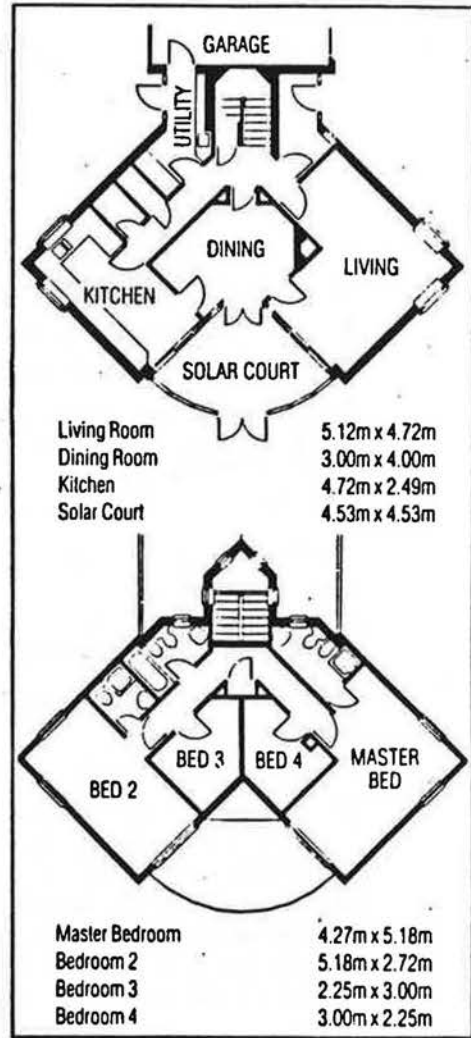 GARAGE
UTILITY
DINING
LIVING
KITCHEN
SOLAR COURT
Living Room 5.12m x 4.72m
Dining Room 3.00m x 4.00m
Kitchen 4.72m x 2.49m
Solar Court 4.53m x 4.53m
BED 3
BED 4
MASTER
BED
BED 2
Master Bedroom 4.27m x 5.18m
Bedroom 2 5.18m x 2.72m
Bedroom 3 2.25m x 3.00m
Bedroom 4 3.00m x 2.25m